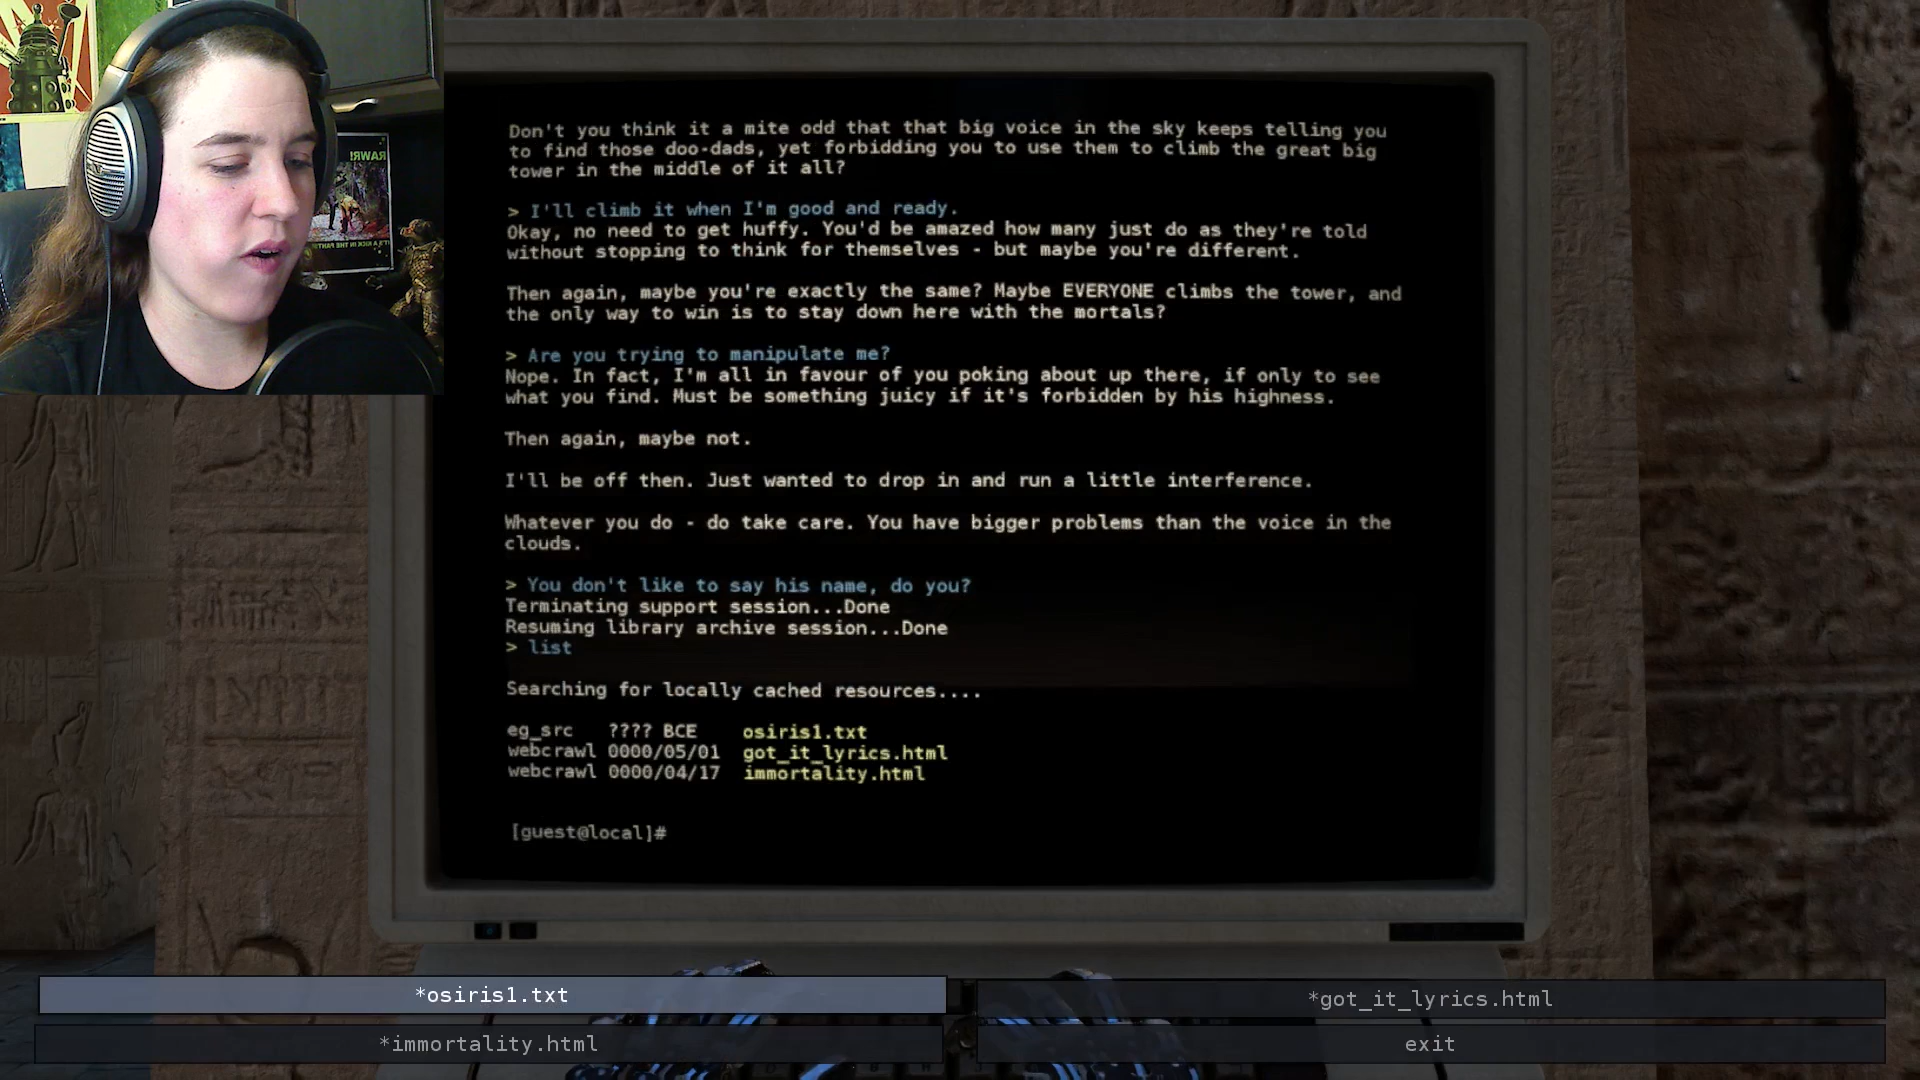 RAWR!
IT'S A KICK IN THE
Don't you think it a mite odd that that big voice in the sky keeps telling you
to find those doo-dads, yet forbidding you to use them to climb the great big
tower in the middle of it all?
> I'll climb it when I'm good and ready.
Okay, no need to get huffy. You'd be amazed how many just do as they're told
without stopping to think for themselves - but maybe you're different.
Then again, maybe you're exactly the same? Maybe EVERYONE climbs the tower, and
the only way to win is to stay down here with the mortals?
> Are you trying to manipulate me?
Nope. In fact, I'm all in favour of you poking about up there, if only to see
what you find. Must be something juicy if it's forbidden by his highness.
Then again, maybe not.
I'll be off then. Just wanted to drop in and run a little interference.
Whatever you do - do take care. You have bigger problems than the voice in the
clouds.
> You don't like to say his name, do you?
Terminating support session...Done
Resuming library archive session...Done
> list
Searching for locally cached resources....
eg_src ???? BCE osiris1.txt
webcrawl 0000/05/01 got_it_lyrics.html
webcrawl 0000/04/17 immortality.html
[guest@local]#
*osiris1.txt
*got_it_lyrics.html
*immortality.html
exit